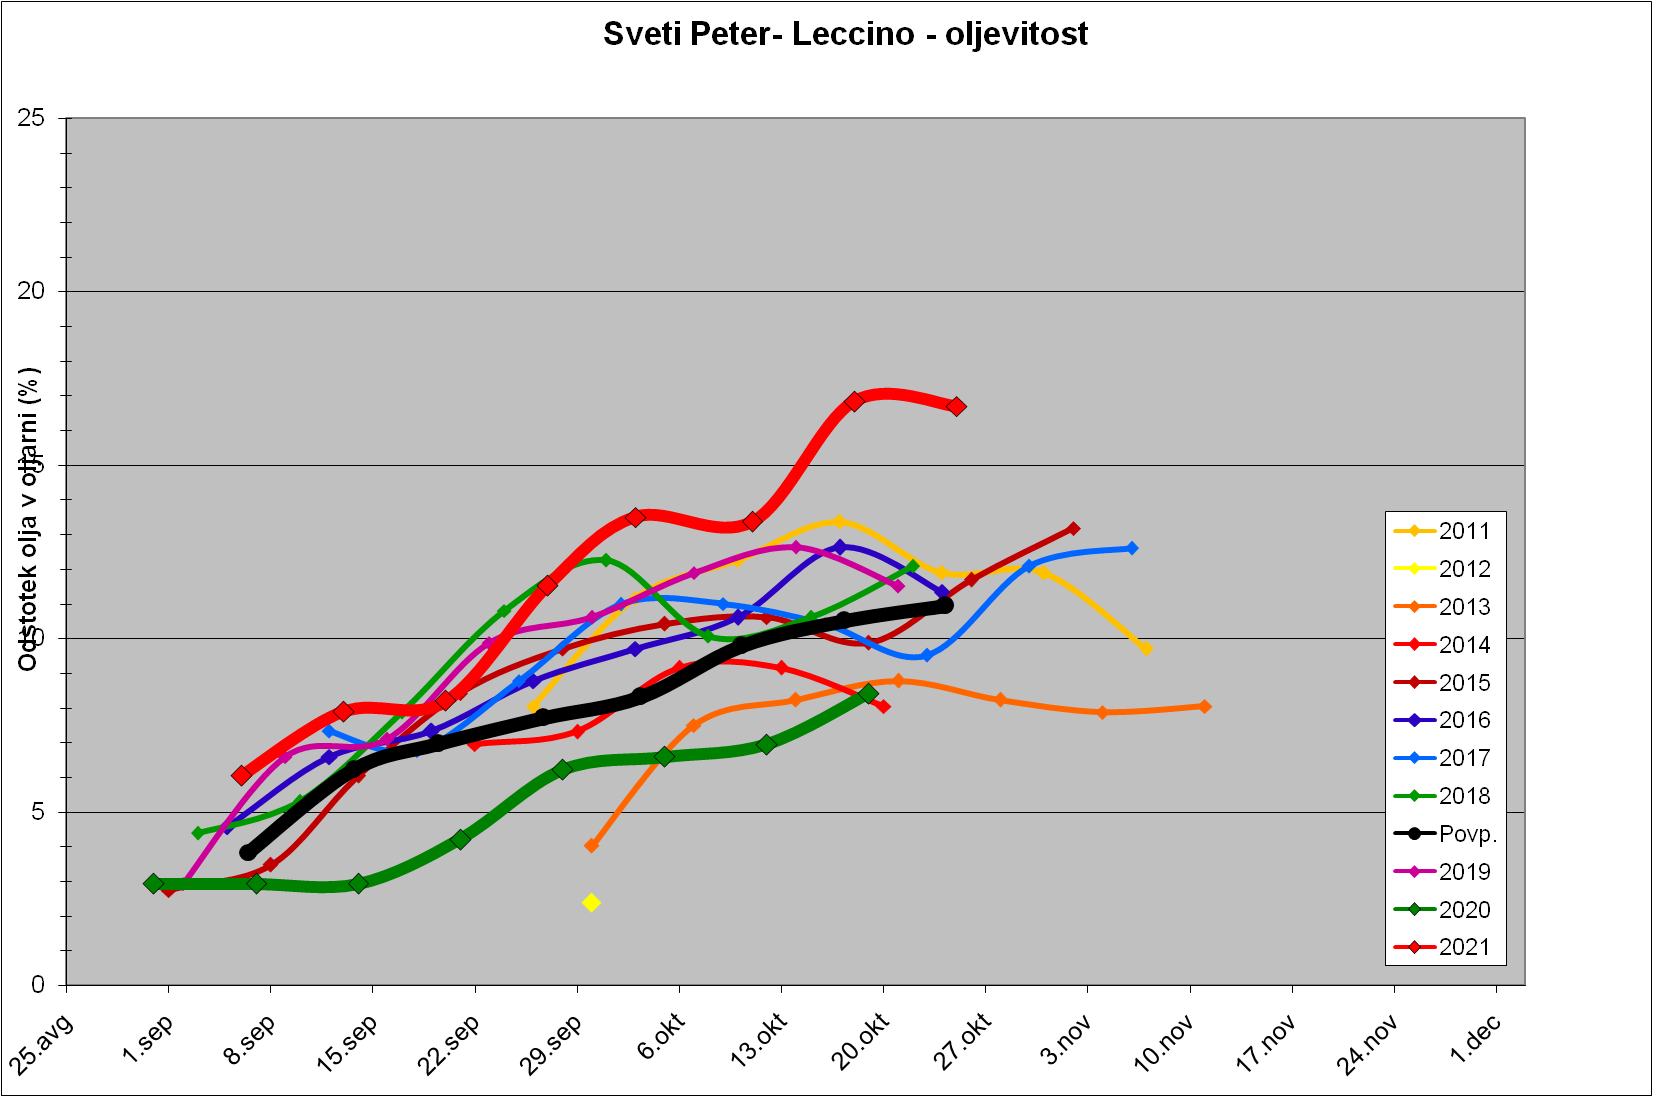 Sveti Peter- Leccino - oljevitost
Odstotek olja v oljarni (%)
25
20
15
10
5
0
25.avg
1.sep
8.sep
15.sep
22.sep
29.sep
6.okt
13.okt
20.okt
27.okt
3.nov
10.nov
17.nov
24.nov
1.dec
2011
2012
2013
2014
2015
2016
2017
2018
Povp.
2019
2020
2021